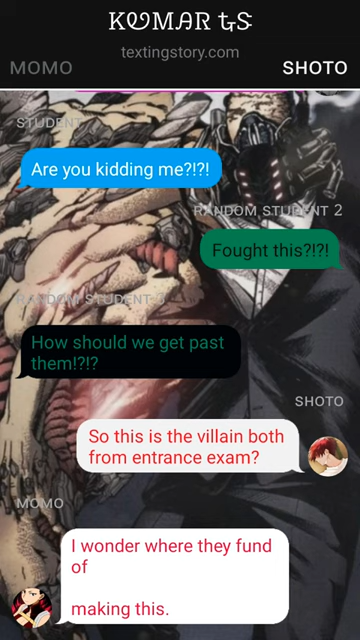 KUMAR GS
textingstory.com
MOMO SHOTO
STUDENT
Are you kidding me?!?!
RANDOM STUDENT 2
Fought this?!?!
RANDOM STUDENT 3
How should we get past
them!?!?
SHOTO
So this is the villain both
from entrance exam?
MOMO
I wonder where they fund
of
making this.